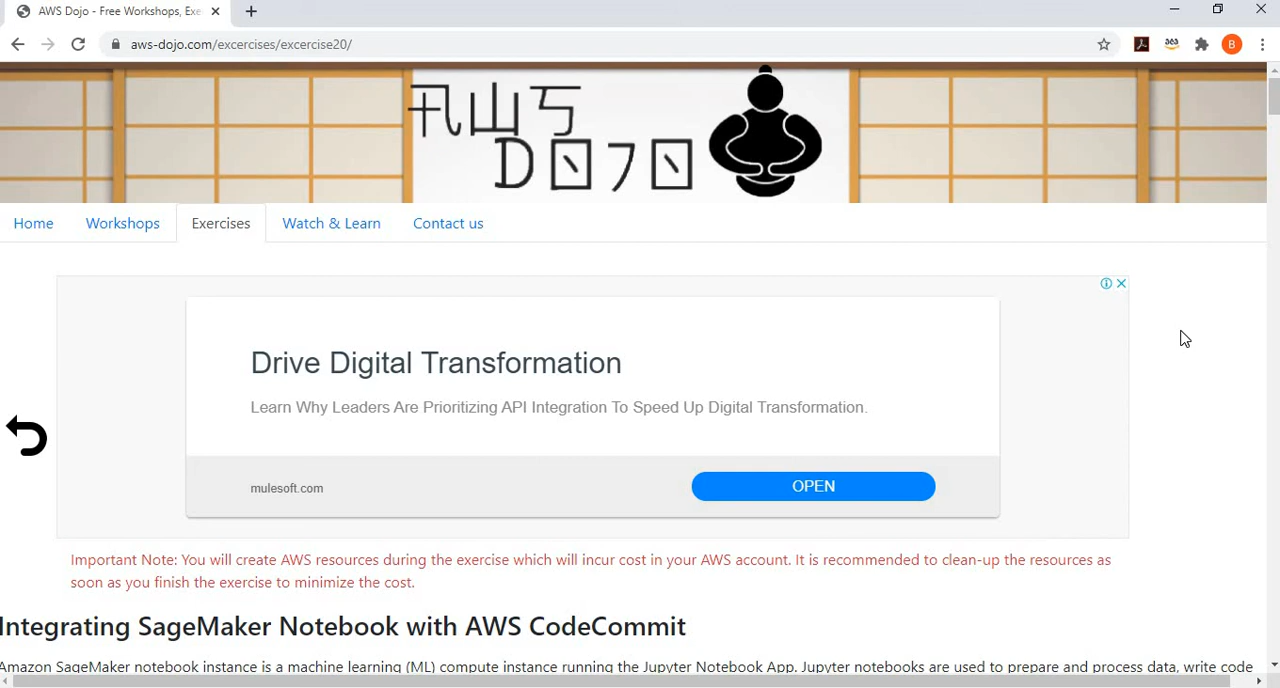 AWS Dojo - Free Workshops, Exe
aws-dojo.com/excercises/excercise20/
B
AWS
DOJO
Home Workshops Exercises Watch & Learn Contact us
Drive Digital Transformation
Learn Why Leaders Are Prioritizing API Integration To Speed Up Digital Transformation.
mulesoft.com OPEN
Important Note: You will create AWS resources during the exercise which will incur cost in your AWS account. It is recommended to clean-up the resources as
soon as you finish the exercise to minimize the cost.
Integrating SageMaker Notebook with AWS CodeCommit
Amazon SageMaker notebook instance is a machine learning (ML) compute instance running the Jupyter Notebook App. Jupyter notebooks are used to prepare and process data, write code